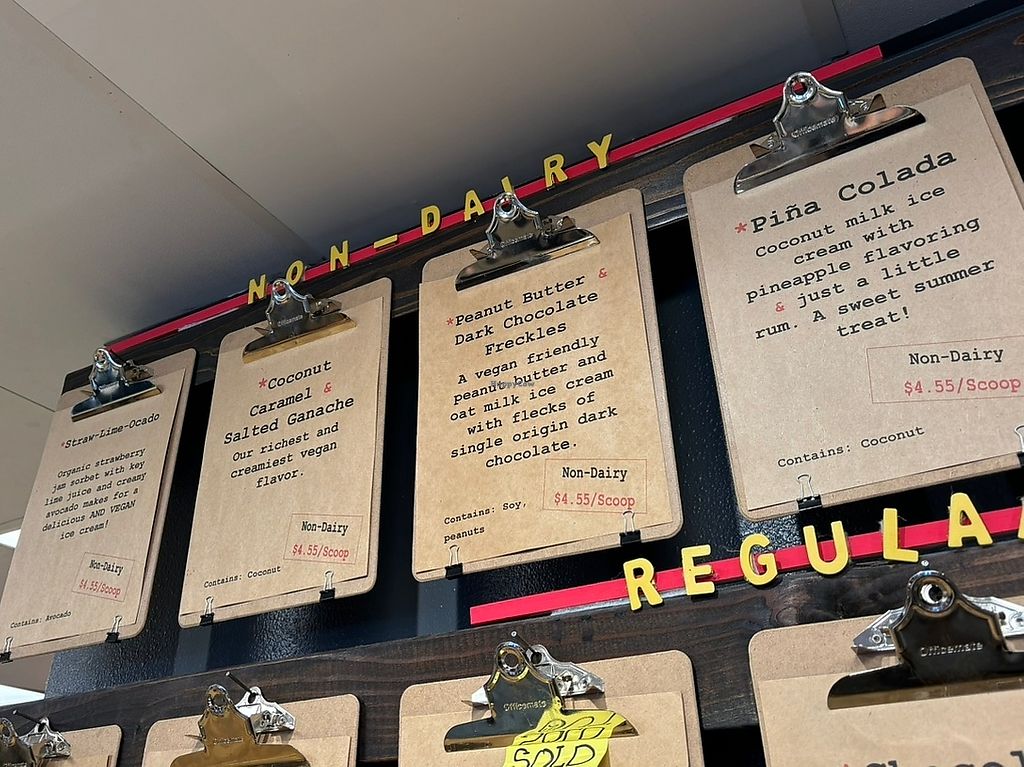 NON-DAIRY
*Straw-Lime-Ocado
Organic strawberry
jam sorbet with key
lime juice and creamy
avocado makes for a
delicious AND VEGAN
ice cream!
Non-Dairy
$4.55/Scoop
Contains: Avocado
Officemate
*Coconut
Caramel &
Salted Ganache
Our richest and
creamiest vegan
flavor.
Non-Dairy
$4.55/Scoop
Contains: Coconut
Officemate
*Peanut Butter &
Dark Chocolate
Freckles
A vegan friendly
peanut butter and
oat milk ice cream
with flecks of
single origin dark
chocolate.
Non-Dairy
$4.55/Scoop
Contains: Soy,
peanuts
HappyCow
Officemate
*Piña Colada
Coconut milk ice
cream with
pineapple flavoring
& just a little
rum. A sweet summer
treat!
Non-Dairy
$4.55/Scoop
Contains: Coconut
REGULA
Officemate
SOLD
Officemate